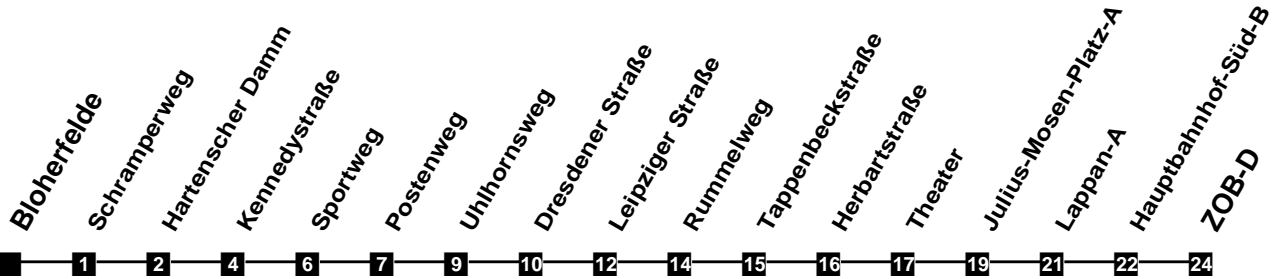 Bloherfelde
Schramperweg
Hartenscher Damm
Kennedystraße
Sportweg
Postenweg
Uhlhornsweg
Dresdener Straße
Leipziger Straße
Rummelweg
Tappenbeckstraße
Herbartstraße
Theater
Julius-Mosen-Platz-A
Lappan-A
Hauptbahnhof-Süd-B
ZOB-D
1 2 4 6 7 9 10 12 14 15 16 17 19 21 22 24